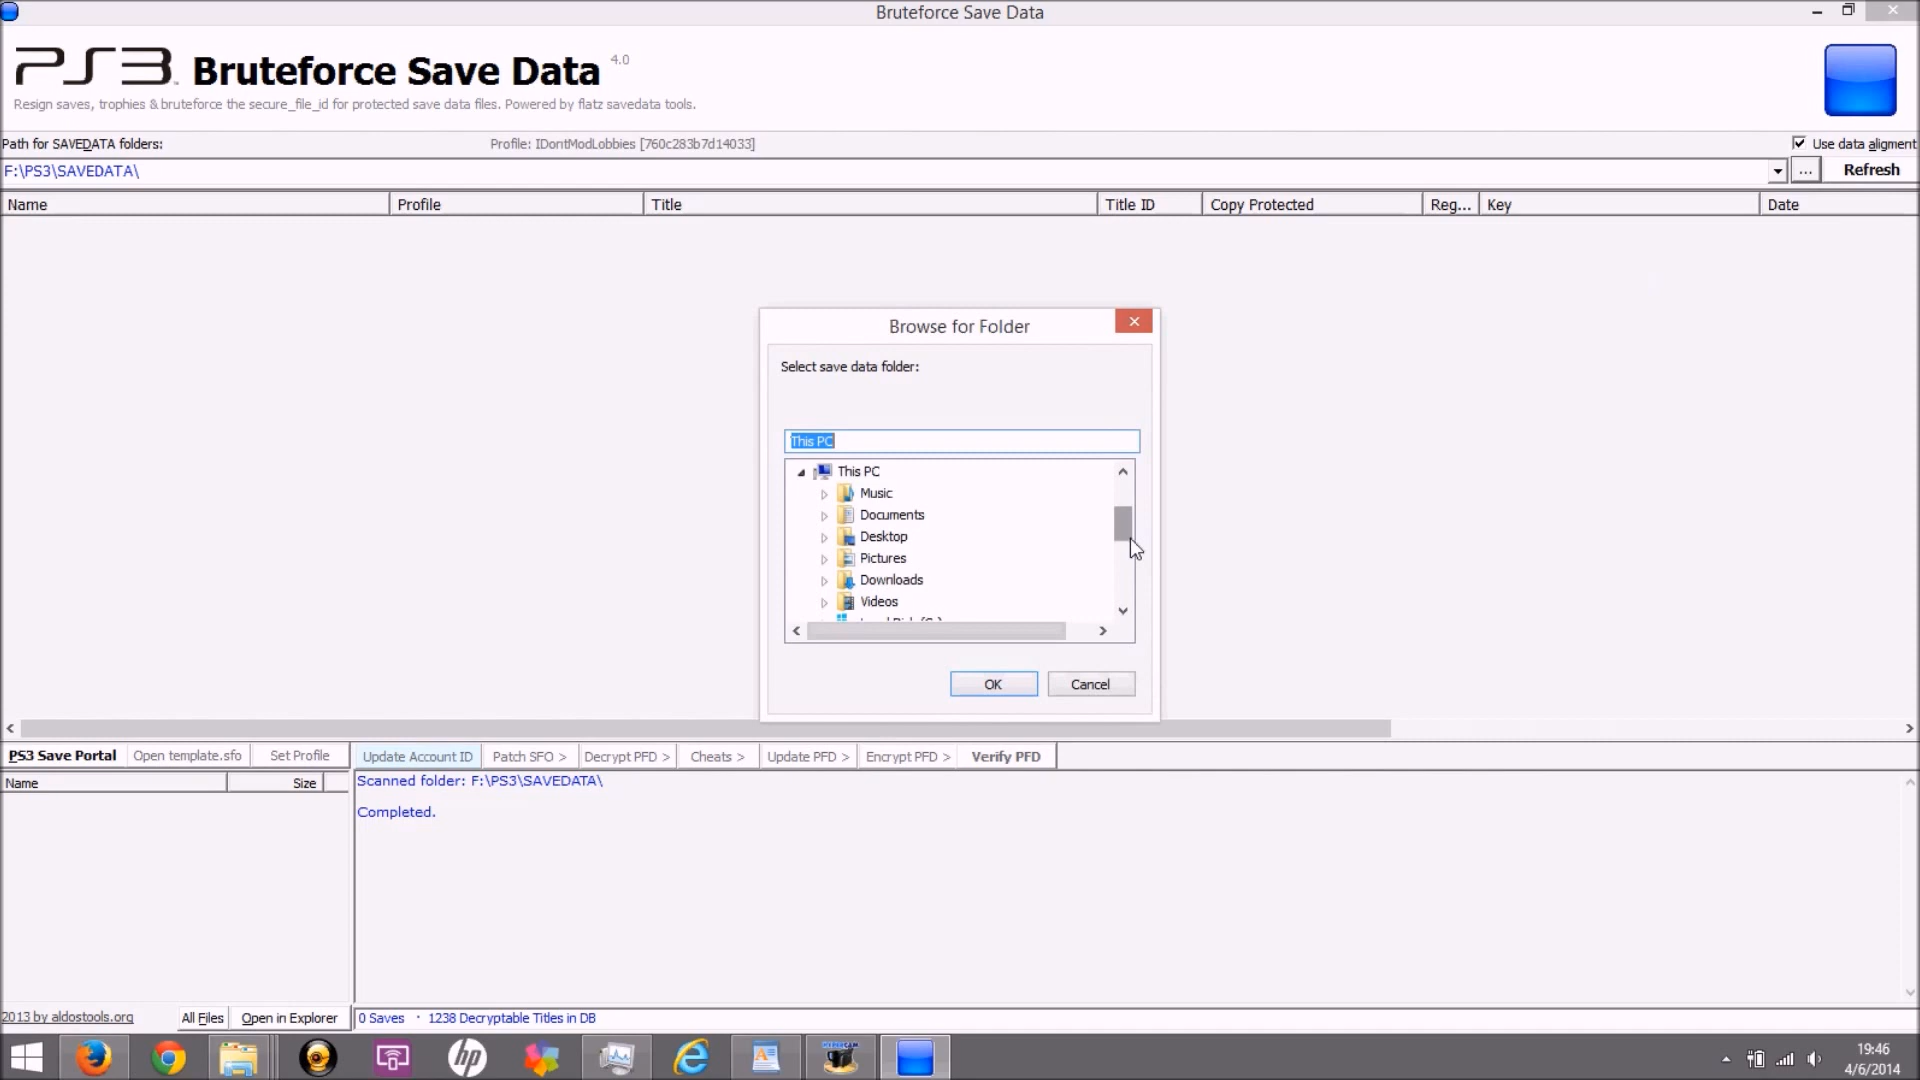 Bruteforce Save Data
PS3 Bruteforce Save Data 4.0
Resign saves, trophies & bruteforce the secure_file_id for protected save data files. Powered by flatz savedata tools.
Path for SAVEDATA folders: Profile: IDontModLobbies [760c283b7d14033] Use data aligment
F:\PS3\SAVEDATA\ ... Refresh
Name Profile Title Title ID Copy Protected Reg... Key Date
Browse for Folder
Select save data folder:
This PC
This PC
Music
Documents
Desktop
Pictures
Downloads
Videos
OK Cancel
PS3 Save Portal Open template.sfo Set Profile Update Account ID Patch SFO > Decrypt PFD > Cheats > Update PFD > Encrypt PFD > Verify PFD
Name Size
Scanned folder: F:\PS3\SAVEDATA\
Completed.
2013 by aldostools.org All Files Open in Explorer 0 Saves · 1238 Decryptable Titles in DB
hp
19:46
4/6/2014